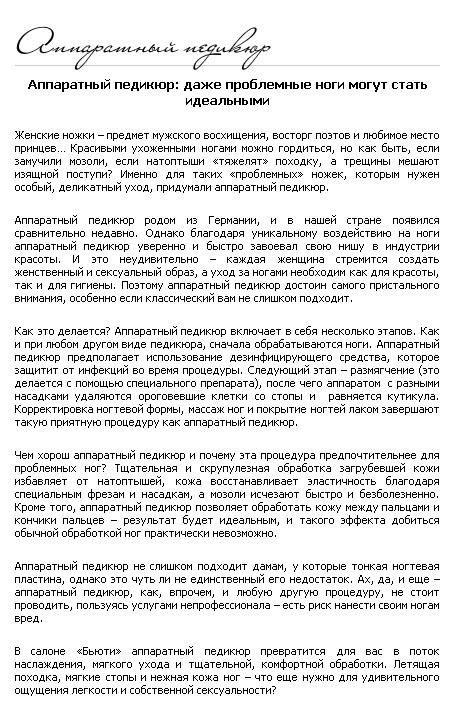 Аппаратный педикюр
Аппаратный педикюр: даже проблемные ноги могут стать
идеальными
Женские ножки – предмет мужского восхищения, восторг поэтов и любимое место
принцев... Красивыми ухоженными ногами можно гордиться, но как быть, если
замучили мозоли, если натоптыши «тяжелят» походку, а трещины мешают
изящной поступи? Именно для таких «проблемных» ножек, которым нужен
особый, деликатный уход, придумали аппаратный педикюр.
Аппаратный педикюр родом из Германии, и в нашей стране появился
сравнительно недавно. Однако благодаря уникальному воздействию на ноги
аппаратный педикюр уверенно и быстро завоевал свою нишу в индустрии
красоты. И это неудивительно – каждая женщина стремится создать
женственный и сексуальный образ, а уход за ногами необходим как для красоты,
так и для гигиены. Поэтому аппаратный педикюр достоин самого пристального
внимания, особенно если классический вам не слишком подходит.
Как это делается? Аппаратный педикюр включает в себя несколько этапов. Как
и при любом другом виде педикюра, сначала обрабатываются ноги. Аппаратный
педикюр предполагает использование дезинфицирующего средства, которое
защитит от инфекций во время процедуры. Следующий этап – размягчение (это
делается с помощью специального препарата), после чего аппаратом с разными
насадками удаляются ороговевшие клетки со стопы и равняется кутикула.
Корректировка ногтевой формы, массаж ног и покрытие ногтей лаком завершают
такую приятную процедуру как аппаратный педикюр.
Чем хорош аппаратный педикюр и почему эта процедура предпочтительнее для
проблемных ног? Тщательная и скрупулезная обработка загрубевшей кожи
избавляет от натоптышей, кожа восстанавливает эластичность благодаря
специальным фрезам и насадкам, а мозоли исчезают быстро и безболезненно.
Кроме того, аппаратный педикюр позволяет обработать кожу между пальцами и
кончики пальцев – результат будет идеальным, и такого эффекта добиться
обычной обработкой ног практически невозможно.
Аппаратный педикюр не слишком подходит дамам, у которые тонкая ногтевая
пластина, однако это чуть ли не единственный его недостаток. Ах, да, и еще –
аппаратный педикюр, как, впрочем, и любую другую процедуру, не стоит
проводить, пользуясь услугами непрофессионала – есть риск нанести своим ногам
вред.
В салоне «Бьюти» аппаратный педикюр превратится для вас в поток
наслаждения, мягкого ухода и тщательной, комфортной обработки. Летящая
походка, мягкие стопы и нежная кожа ног – что еще нужно для удивительного
ощущения легкости и собственной сексуальности?